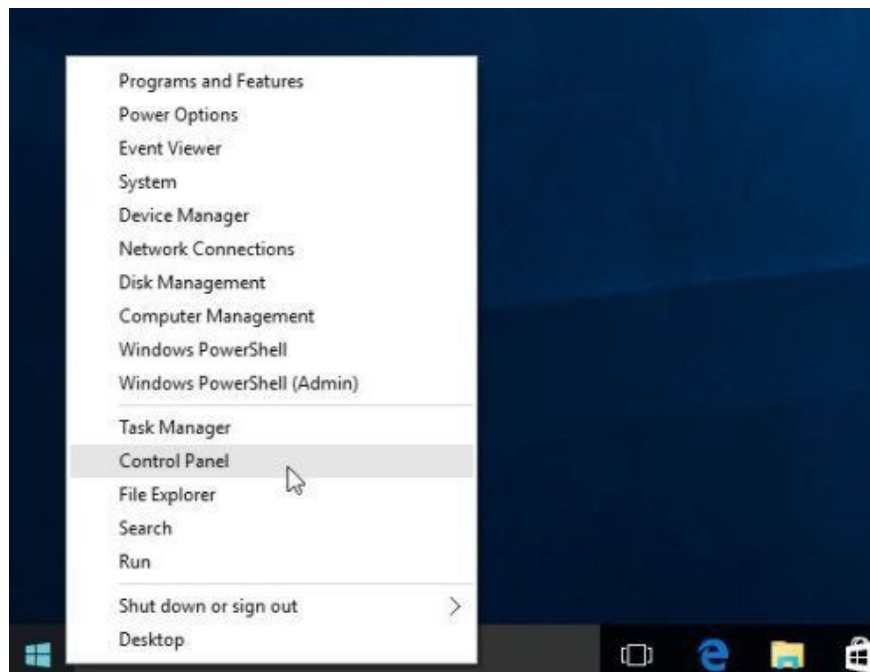 Programs and Features
Power Options
Event Viewer
System
Device Manager
Network Connections
Disk Management
Computer Management
Windows PowerShell
Windows PowerShell (Admin)
Task Manager
Control Panel
File Explorer
Search
Run
Shut down or sign out
Desktop